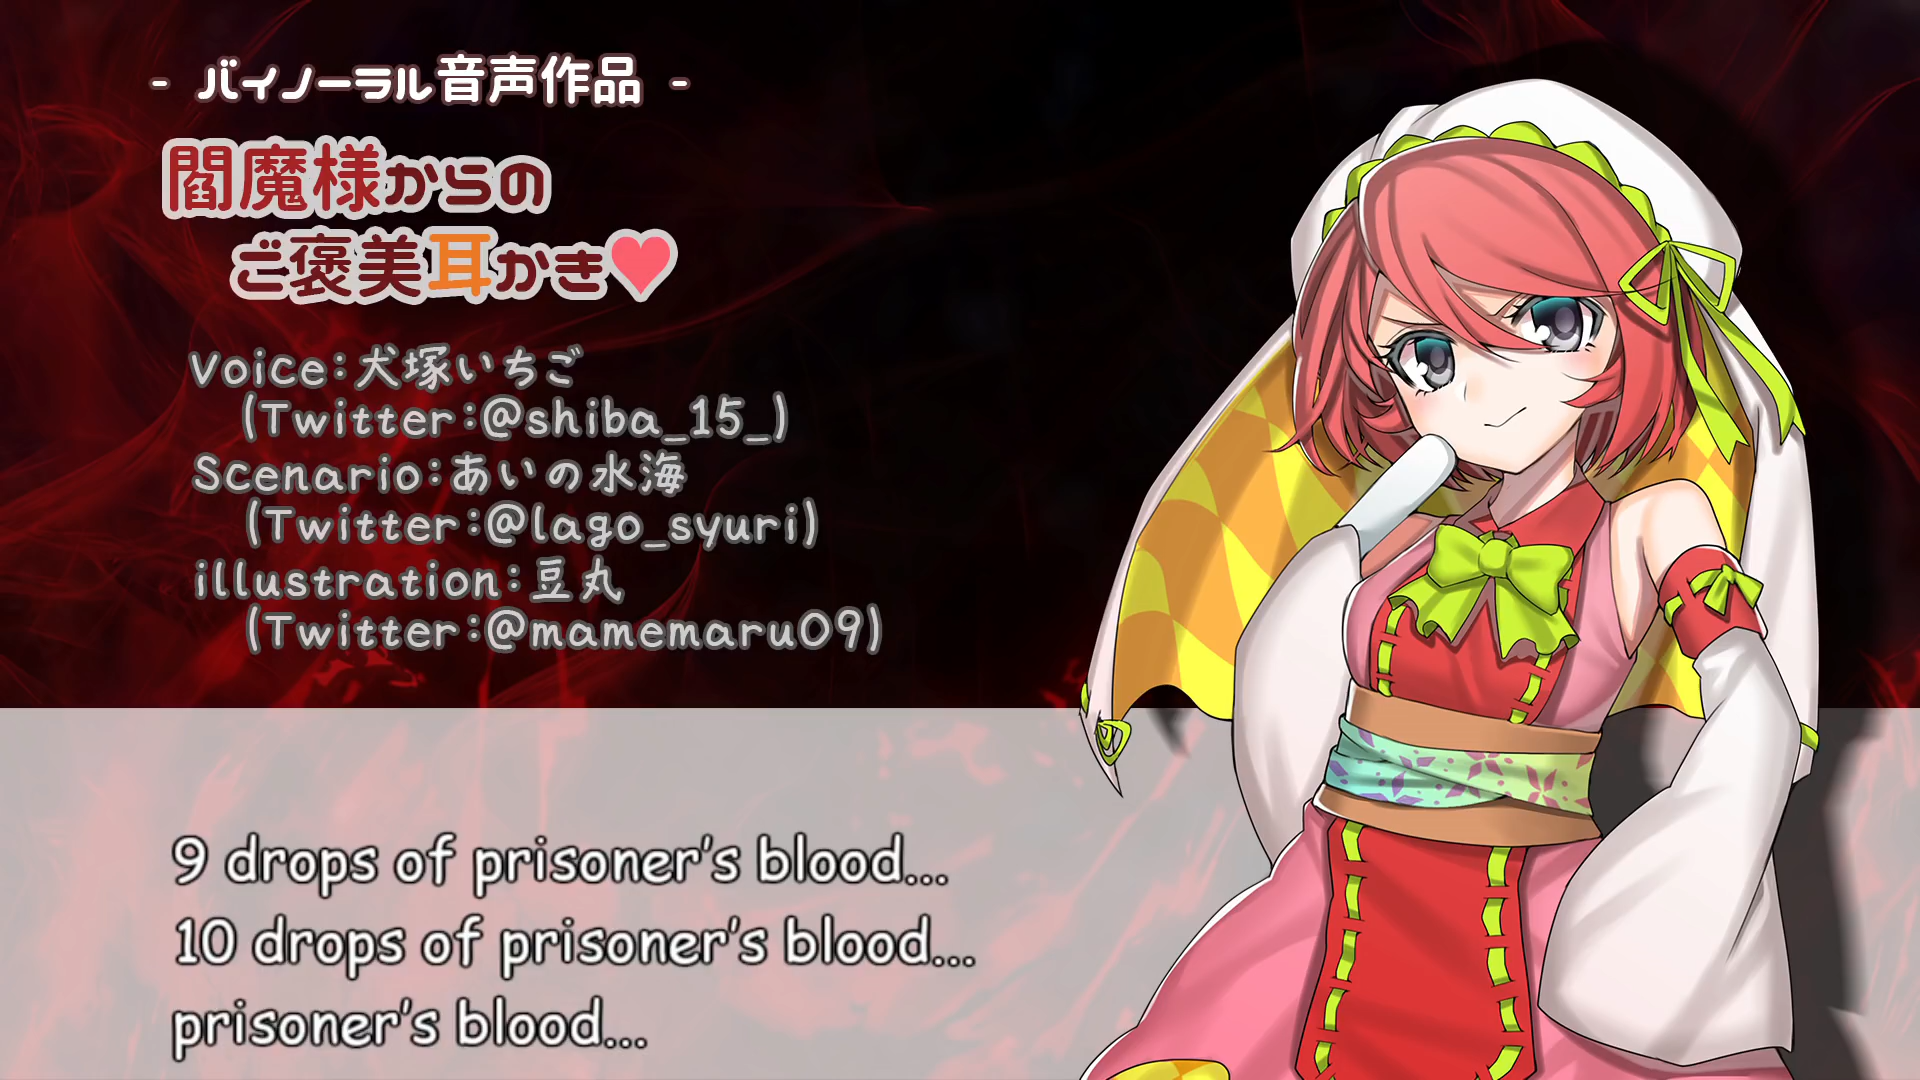 - バイノーラル音声作品 -
閻魔様からの
ご褒美耳かき♥
Voice:犬塚いちご
(Twitter:@shiba_15_)
Scenario:あいの水海
(Twitter:@lago_syuri)
illustration:豆丸
(Twitter:@mamemaru09)
9 drops of prisoner's blood...
10 drops of prisoner's blood...
prisoner's blood...